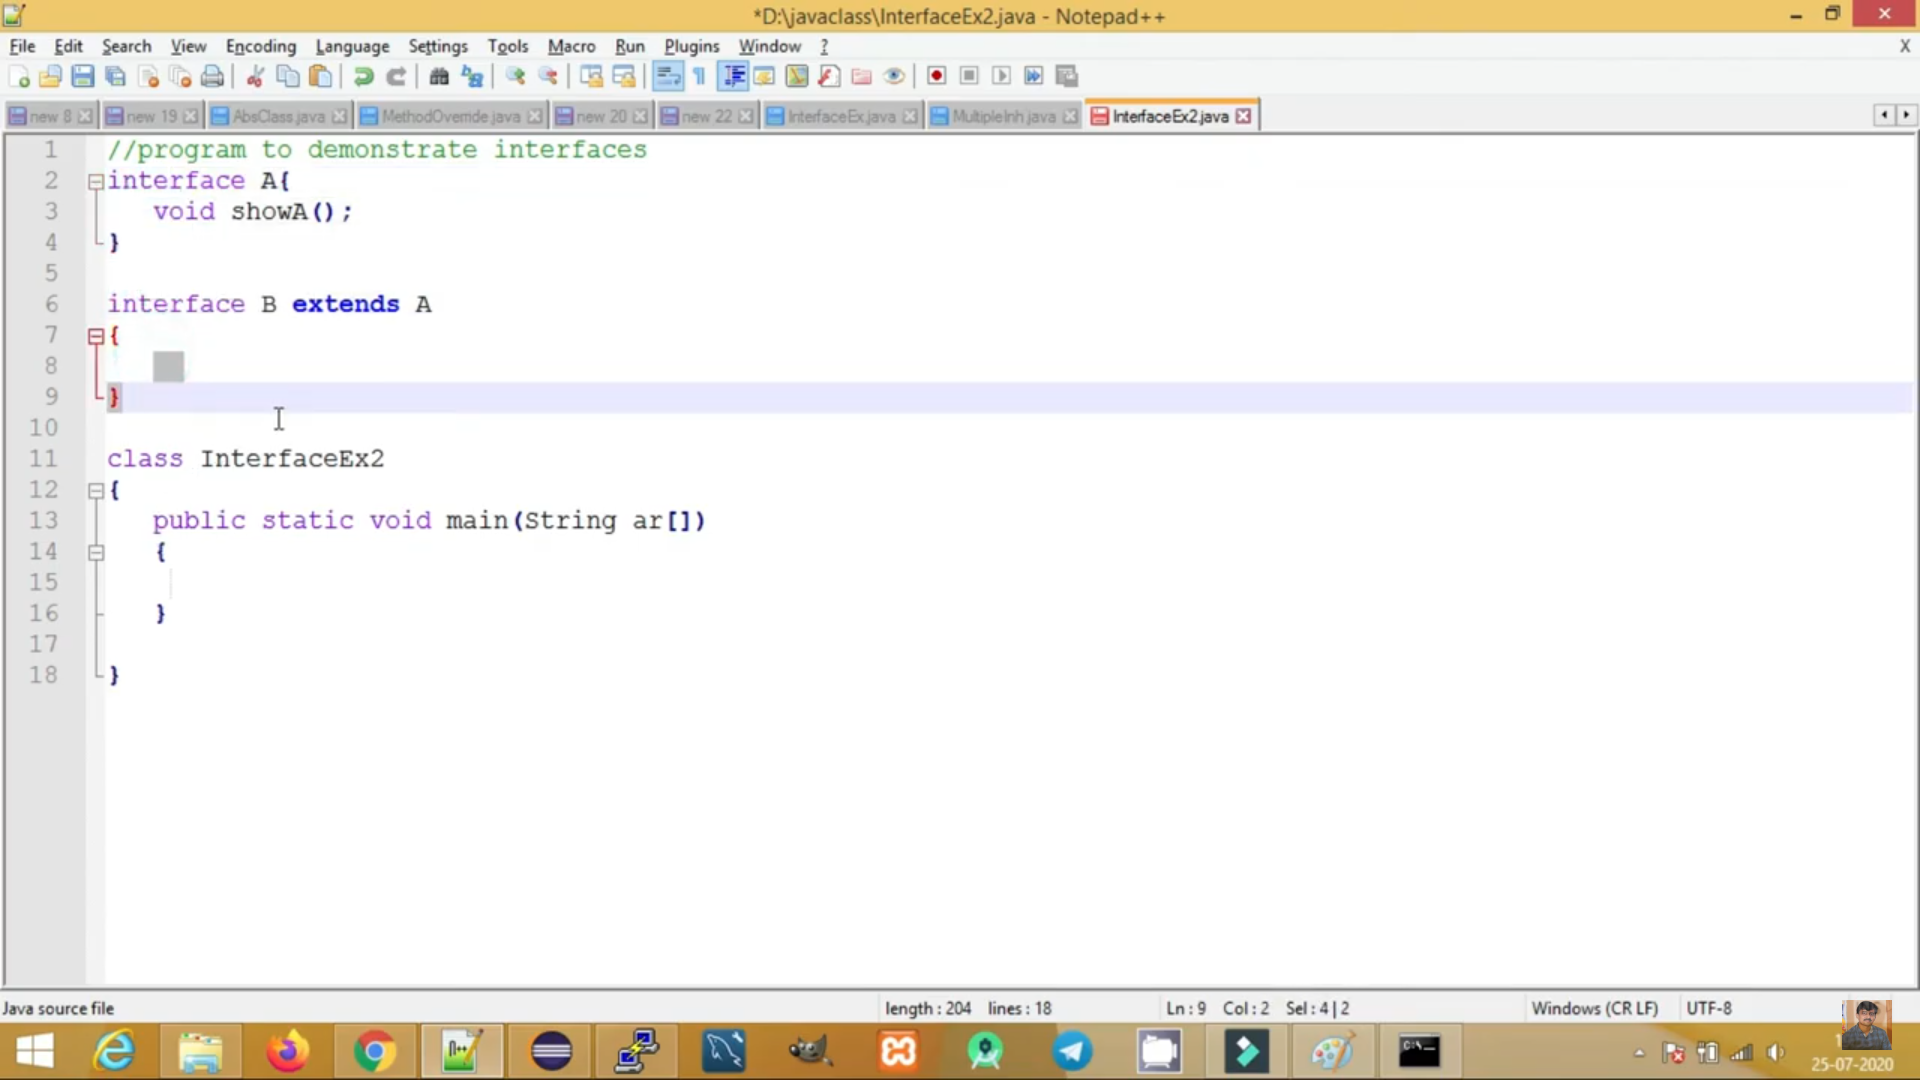 *D:\javaclass\InterfaceEx2.java - Notepad++
File Edit Search View Encoding Language Settings Tools Macro Run Plugins Window ? X
new 8 new 19 AbsClass.java MethodOverride.java new 20 new 22 InterfaceEx.java MultipleInh.java InterfaceEx2.java
1 //program to demonstrate interfaces
2 interface A{
3 void showA();
4 }
5
6 interface B extends A
7 {
8
9 }
10
11 class InterfaceEx2
12 {
13 public static void main(String ar[])
14 {
15
16 }
17
18 }
Java source file length : 204 lines : 18 Ln : 9 Col : 2 Sel : 4 | 2 Windows (CR LF) UTF-8
25-07-2020